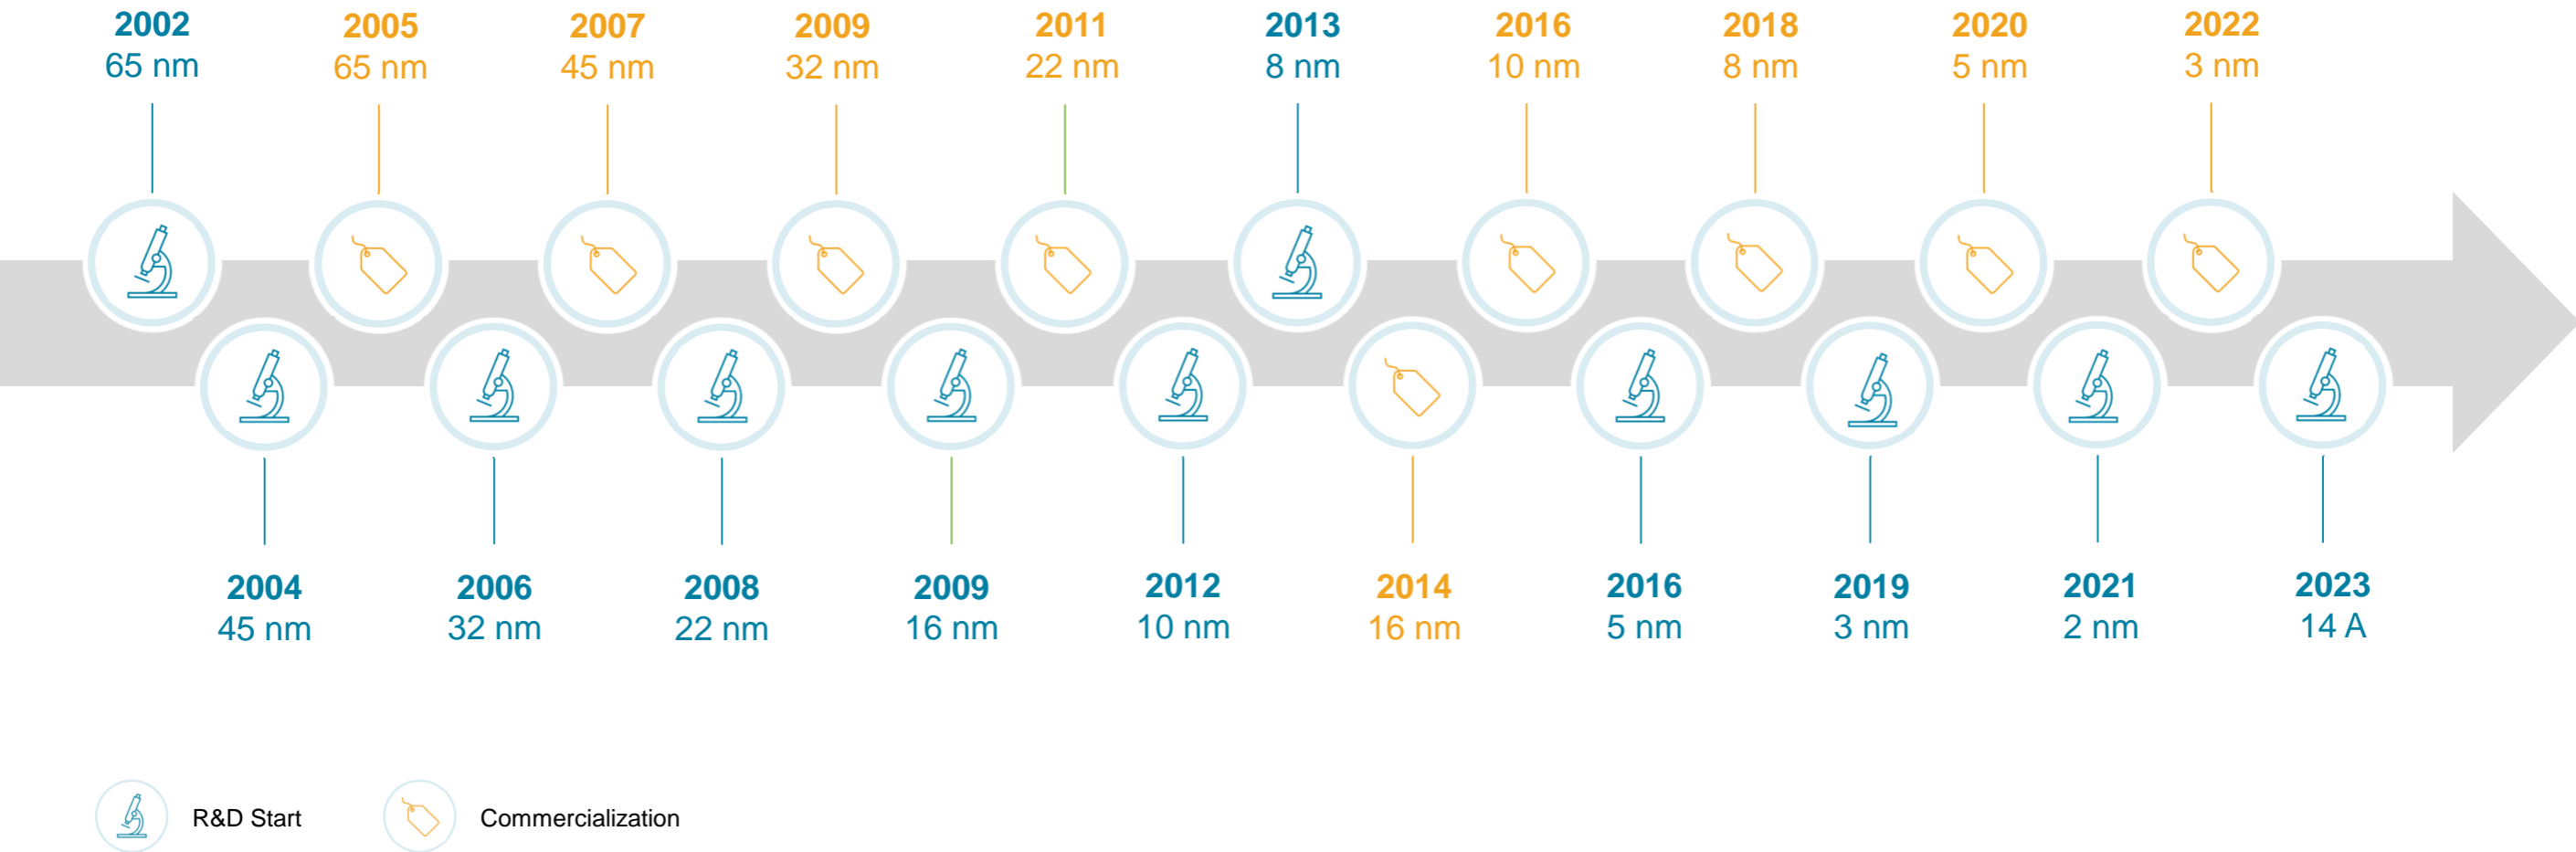 2002
65 nm
2005
65 nm
2007
45 nm
2009
32 nm
2011
22 nm
2013
8 nm
2016
10 nm
2018
8 nm
2020
5 nm
2022
3 nm
2004
45 nm
2006
32 nm
2008
22 nm
2009
16 nm
2012
10 nm
2014
16 nm
2016
5 nm
2019
3 nm
2021
2 nm
2023
14 A
R&D Start
Commercialization